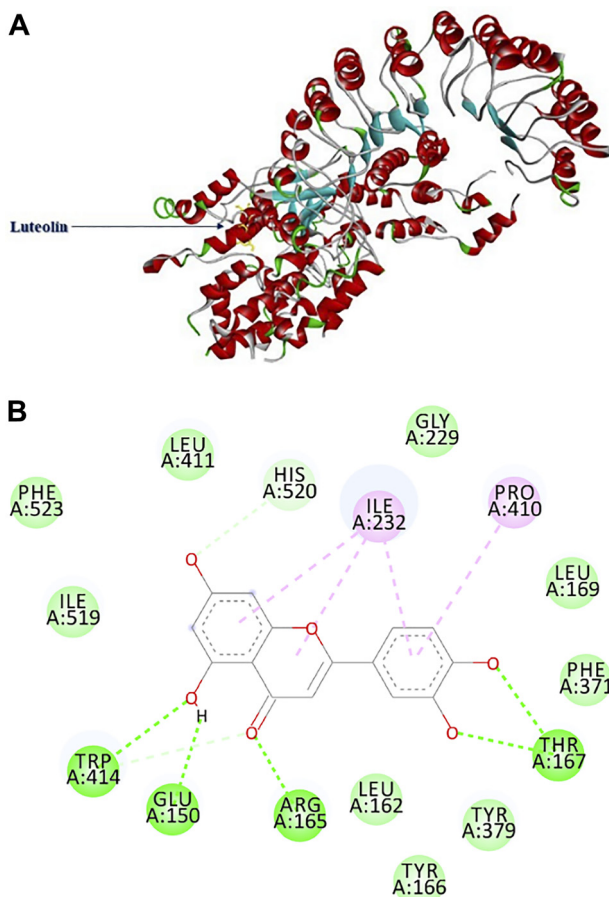 A
Luteolin
B
GLY
A:229
LEU
A:411
HIS
A:520
PHE
A:523
ILE
A:232
PRO
A:410
LEU
A:169
ILE
A:519
O
O
PHE
A:371
O
O
H
O
O
TRP
A:414
THR
A:167
GLU
A:150
ARG
A:165
LEU
A:162
TYR
A:379
TYR
A:166